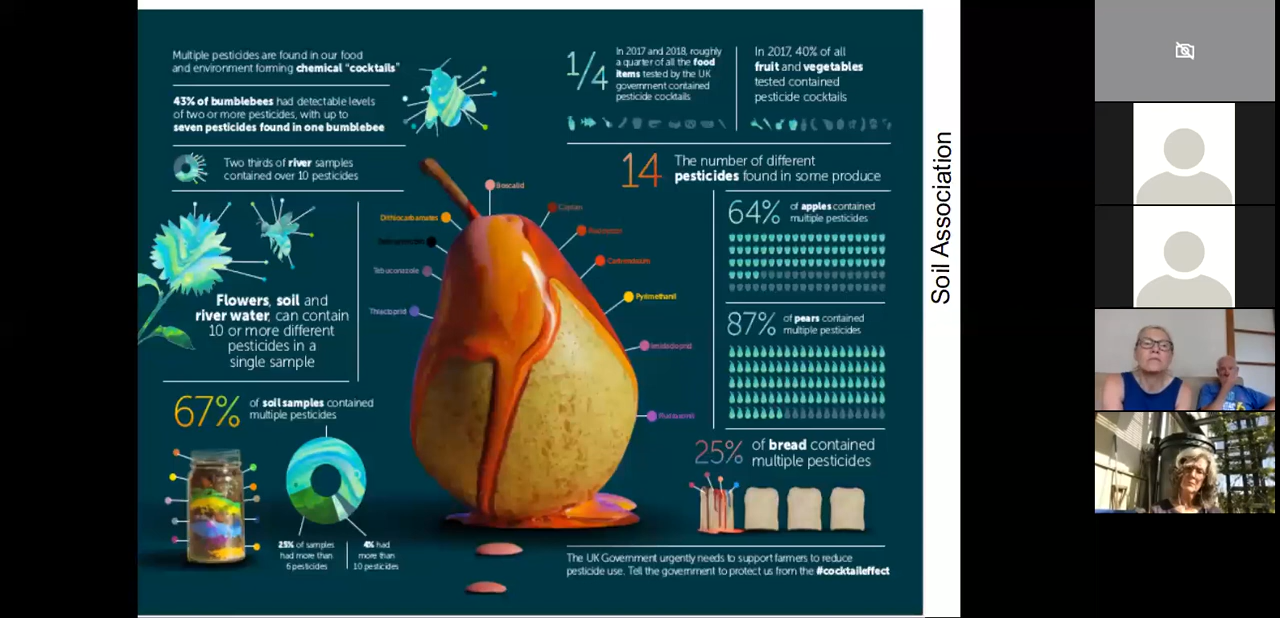 Multiple pesticides are found in our food
and environment forming chemical "cocktails"
43% of bumblebees had detectable levels
of two or more pesticides, with up to
seven pesticides found in one bumblebee
Two thirds of river samples
contained over 10 pesticides
Flowers, soil and
river water, can contain
10 or more different
pesticides in a
single sample
67% of soil samples contained
multiple pesticides
25% of samples
had more than
6 pesticides
4% had
more than
10 pesticides
Boscalid
Dithiocarbamates
Captan
Carbendazim
Tebuconazole
Pyrimethanil
Thiacloprid
Imidacloprid
Fludioxonil
1/4
In 2017 and 2018, roughly
a quarter of all the food
items tested by the UK
government contained
pesticide cocktails
In 2017, 40% of all
fruit and vegetables
tested contained
pesticide cocktails
14 The number of different
pesticides found in some produce
64% of apples contained
multiple pesticides
87% of pears contained
multiple pesticides
25% of bread contained
multiple pesticides
The UK Government urgently needs to support farmers to reduce
pesticide use. Tell the government to protect us from the #cocktaileffect
Soil Association